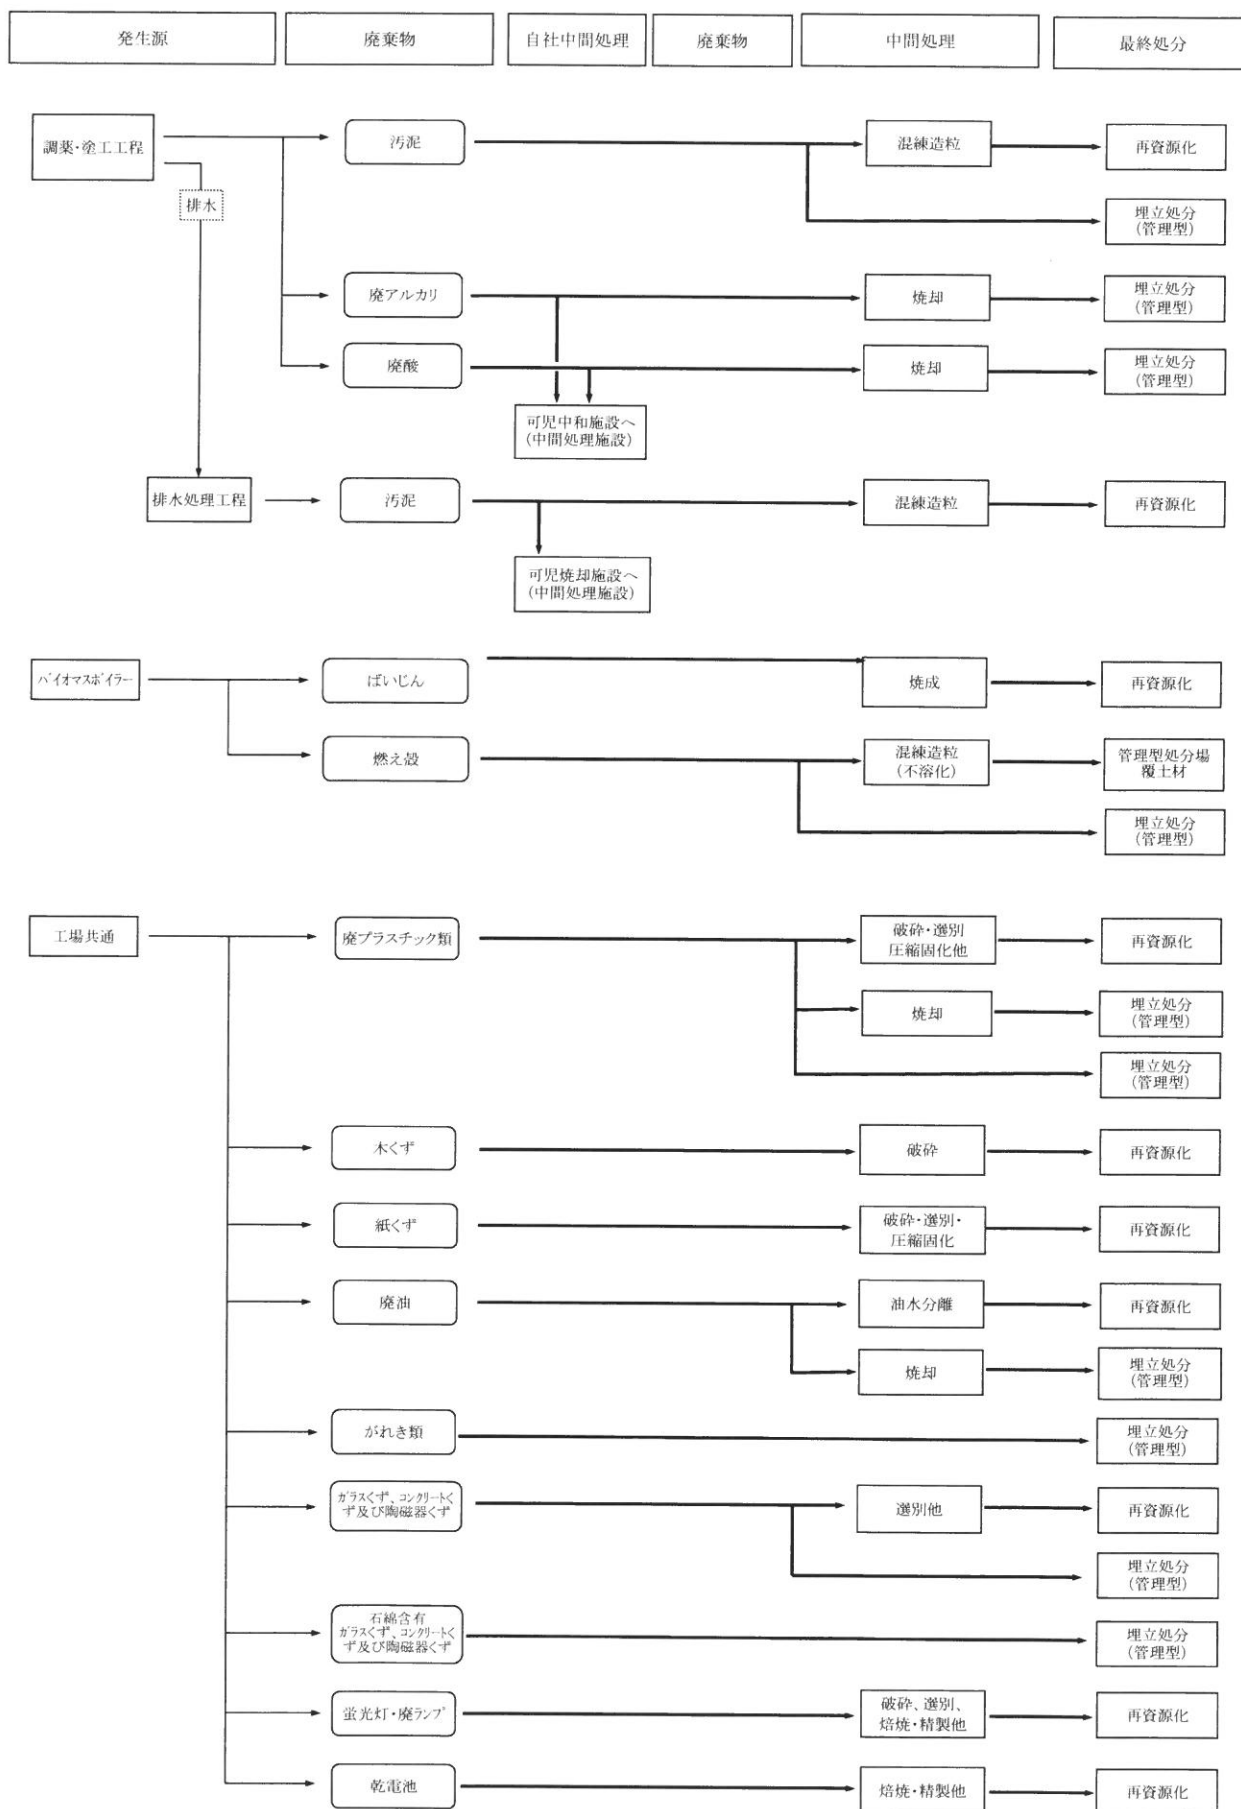 発生源
廃棄物
自社中間処理
廃棄物
中間処理
最終処分
調薬・塗工工程
汚泥
混練造粒
再資源化
排水
埋立処分
(管理型)
廃アルカリ
焼却
埋立処分
(管理型)
廃酸
焼却
埋立処分
(管理型)
可児中和施設へ
(中間処理施設)
排水処理工程
汚泥
混練造粒
再資源化
可児焼却施設へ
(中間処理施設)
バイオマスボイラー
ばいじん
焼成
再資源化
燃え殻
混練造粒
(不溶化)
管理型処分場
覆土材
埋立処分
(管理型)
工場共通
廃プラスチック類
破砕・選別
圧縮固化他
再資源化
焼却
埋立処分
(管理型)
埋立処分
(管理型)
木くず
破砕
再資源化
紙くず
破砕・選別・
圧縮固化
再資源化
廃油
油水分離
再資源化
焼却
埋立処分
(管理型)
がれき類
埋立処分
(管理型)
ガラスくず、コンクリートく
ず及び陶磁器くず
選別他
再資源化
埋立処分
(管理型)
石綿含有
ガラスくず、コンクリートく
ず及び陶磁器くず
埋立処分
(管理型)
蛍光灯・廃ランプ
破砕、選別、
焙焼・精製他
再資源化
乾電池
焙焼・精製他
再資源化